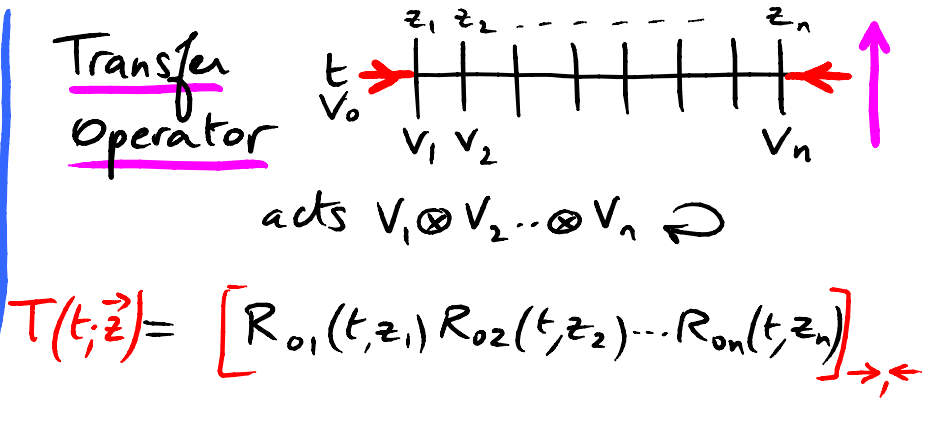 Transfer
Operator
z₁ z₂ - - - - - - - zₙ
t
V₀
V₁ V₂ Vₙ
acts V₁ ⊗ V₂ .. ⊗ Vₙ ↩
T(t; z⃗) = [R₀₁(t,z₁) R₀₂(t,z₂) ⋯ R₀ₙ(t,zₙ)]→,←